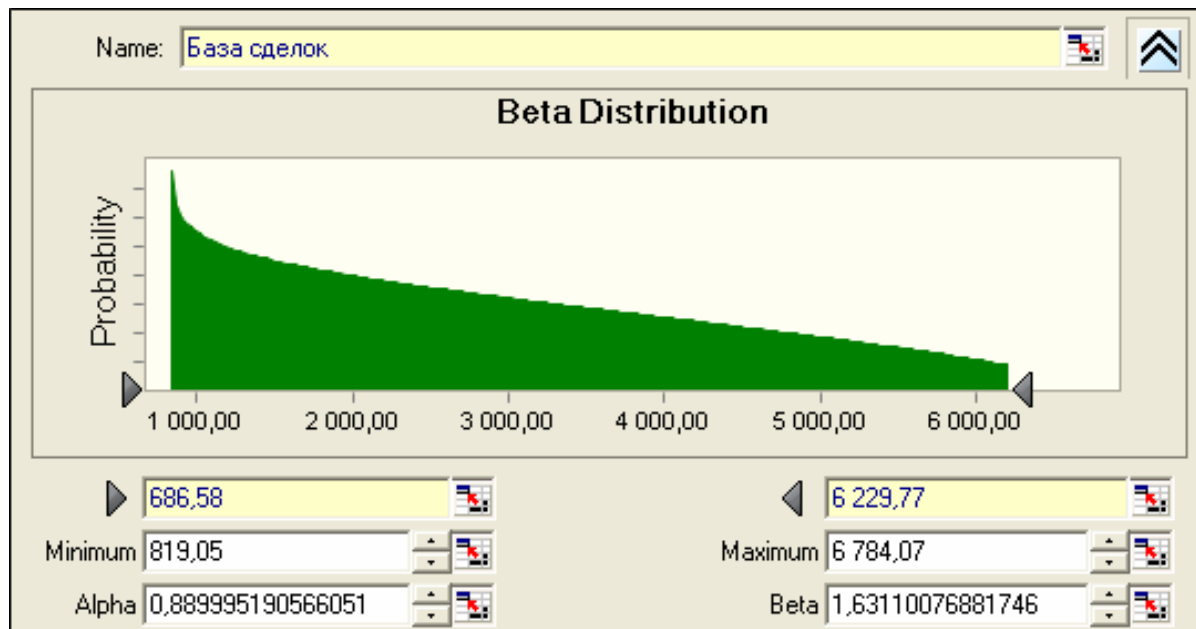 Name: База сделок
Beta Distribution
Probability
1 000,00 2 000,00 3 000,00 4 000,00 5 000,00 6 000,00
686,58 6 229,77
Minimum 819,05 Maximum 6 784,07
Alpha 0,889995190566051 Beta 1,63110076881746